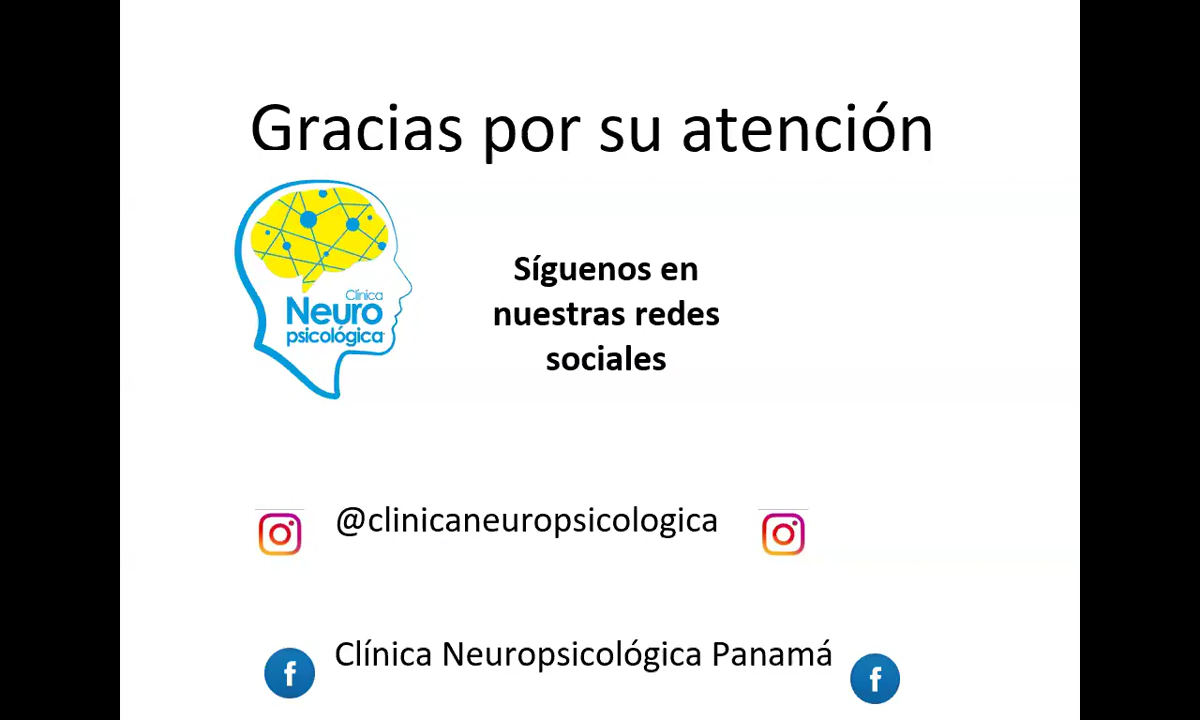 Gracias por su atención
Clínica
Neuro
psicológica
Síguenos en
nuestras redes
sociales
@clinicaneuropsicologica
Clínica Neuropsicológica Panamá